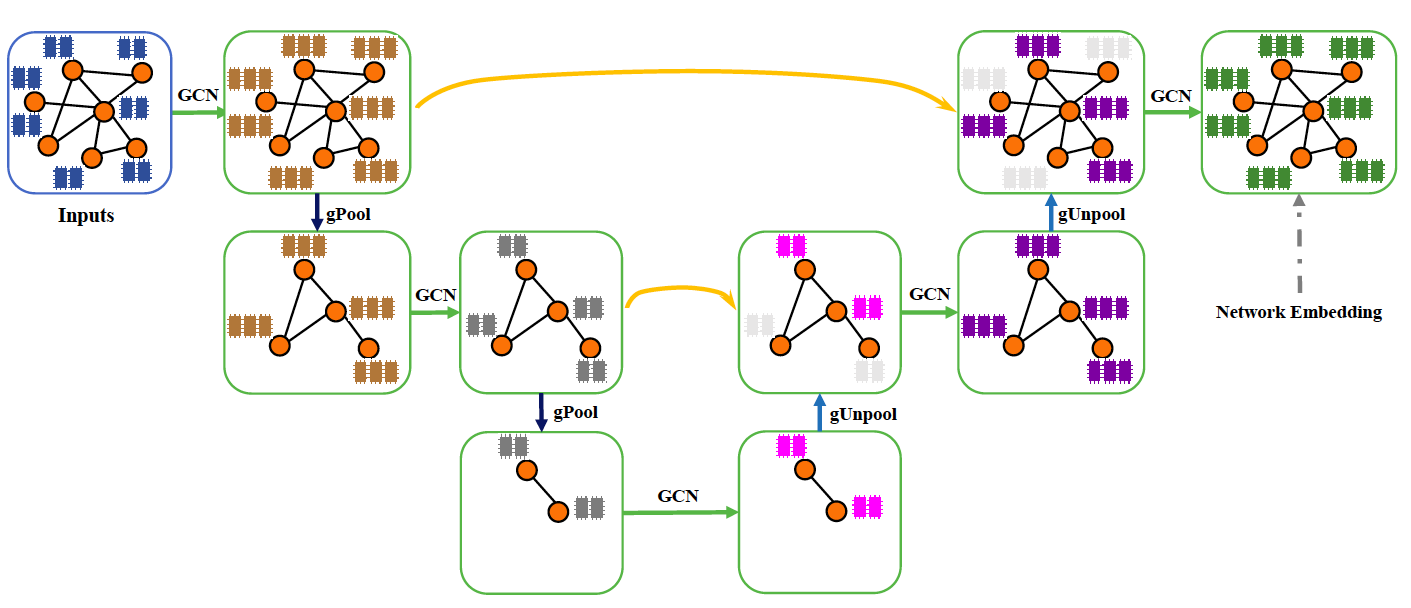 GCN
GCN
Inputs
gPool
gUnpool
GCN
GCN
Network Embedding
gPool
gUnpool
GCN